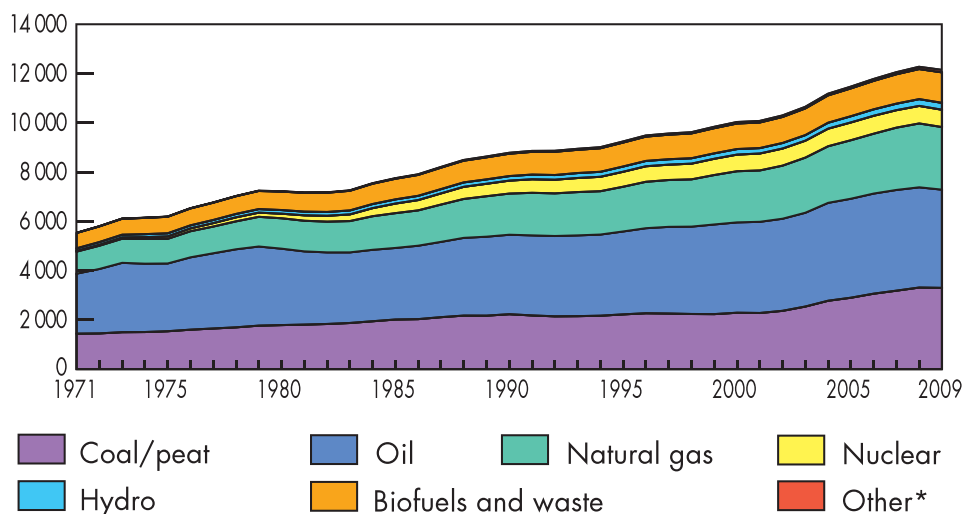 14 000
12 000
10 000
8 000
6 000
4 000
2 000
0
1971 1975 1980 1985 1990 1995 2000 2005 2009
Coal/peat Oil Natural gas Nuclear
Hydro Biofuels and waste Other*